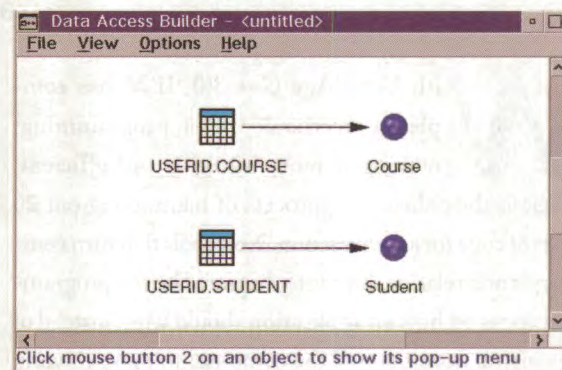 Data Access Builder - <untitled>
File View Options Help
USERID.COURSE Course
USERID.STUDENT Student
Click mouse button 2 on an object to show its pop-up menu